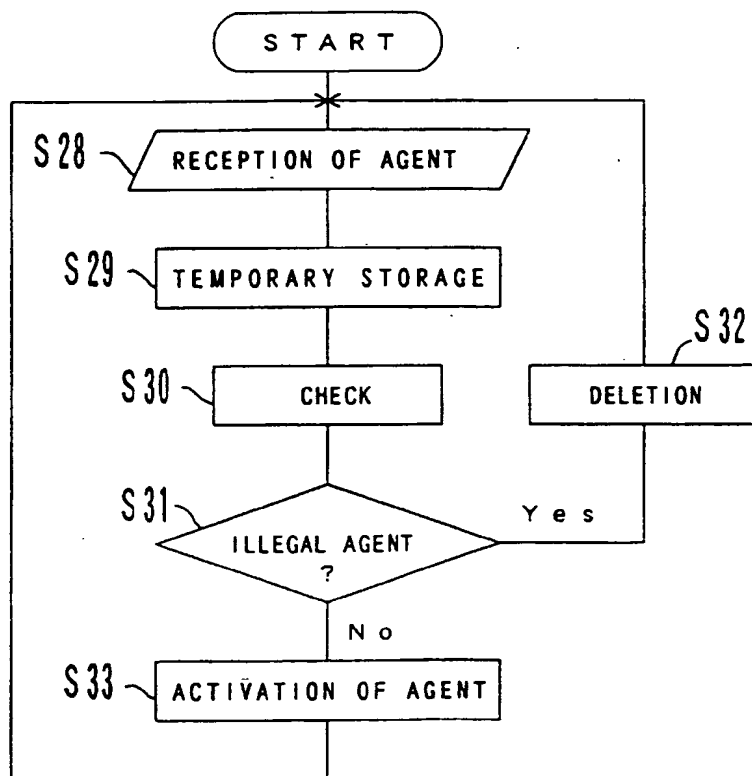 START
S28
RECEPTION OF AGENT
S29
TEMPORARY STORAGE
S30
CHECK
S32
DELETION
S31
ILLEGAL AGENT
?
Yes
No
S33
ACTIVATION OF AGENT